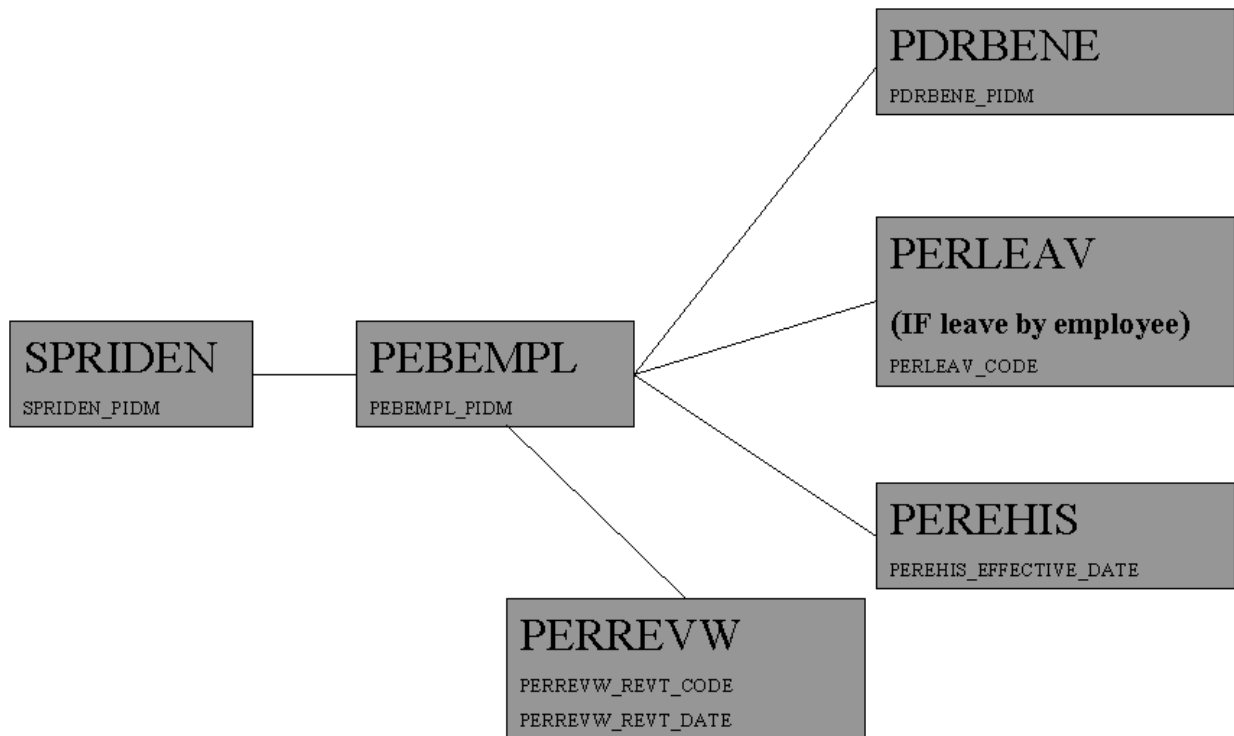 PDRBENE
PDRBENE_PIDM
PERLEAV
(IF leave by employee)
PERLEAV_CODE
SPRIDEN
SPRIDEN_PIDM
PEBEMPL
PEBEMPL_PIDM
PEREHIS
PEREHIS_EFFECTIVE_DATE
PERREVW
PERREVW_REVT_CODE
PERREVW_REVT_DATE